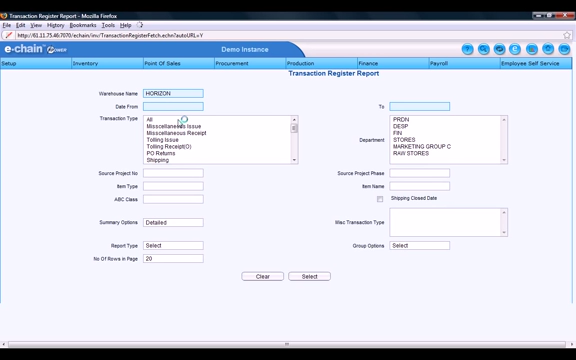 Transaction Register Report - Mozilla Firefox
File Edit View History Bookmarks Tools Help
http://61.11.75.46:7070/echain/inv/TransactionRegisterFetch.echn?autoURL=Y
e-chain POWER Demo Instance
Setup Inventory Point Of Sales Procurement Production Finance Payroll Employee Self Service
Transaction Register Report
Warehouse Name HORIZON
Date From To
Transaction Type All
Misscellaneous Issue
Misscellaneous Receipt
Tolling Issue
Tolling Receipt(O)
PO Returns
Shipping
Department PRDN
DESP
FIN
STORES
MARKETING GROUP C
RAW STORES
Source Project No Source Project Phase
Item Type Item Name
ABC Class Shipping Closed Date
Summary Options Detailed Misc Transaction Type
Report Type Select Group Options Select
No Of Rows in Page 20
Clear Select